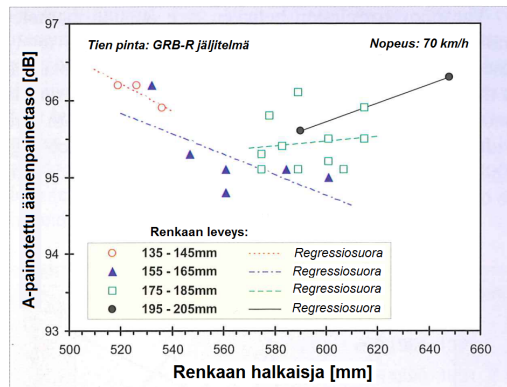 Tien pinta: GRB-R jäljitelmä
Nopeus: 70 km/h
A-painotettu äänenpainetaso [dB]
97
96
95
94
93
Renkaan leveys:
135 - 145mm Regressiosuora
155 - 165mm Regressiosuora
175 - 185mm Regressiosuora
195 - 205mm Regressiosuora
500 520 540 560 580 600 620 640 660
Renkaan halkaisja [mm]